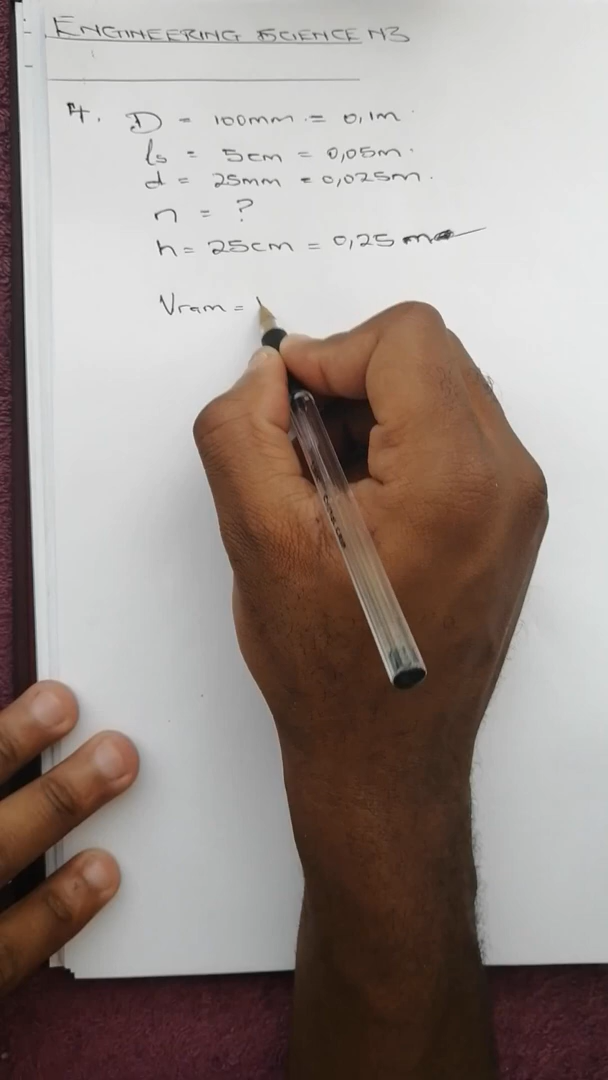 ENGINEERING SCIENCE N3
4. D = 100mm = 0,1m.
ls = 5cm = 0,05m.
d = 25mm = 0,025m.
n = ?
h = 25cm = 0,25 m
Vram =